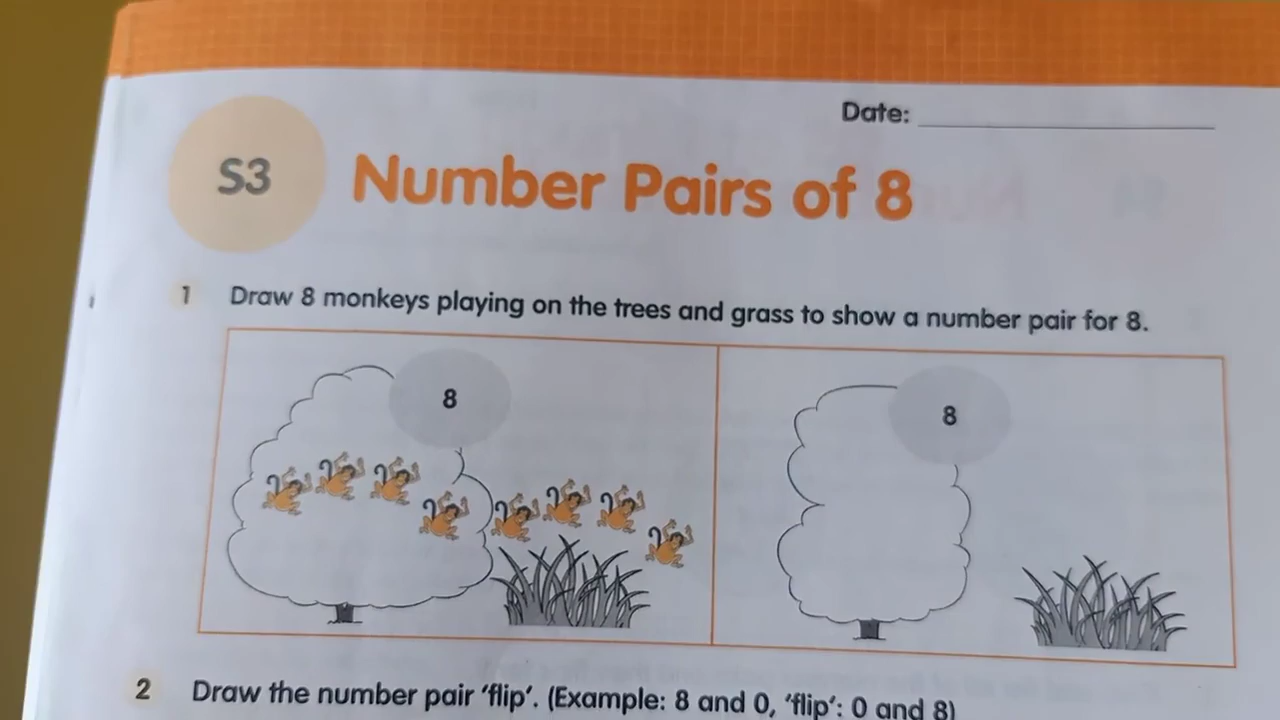 Date:
S3
Number Pairs of 8
1 Draw 8 monkeys playing on the trees and grass to show a number pair for 8.
8
8
2 Draw the number pair ‘flip’. (Example: 8 and 0, ‘flip’: 0 and 8)